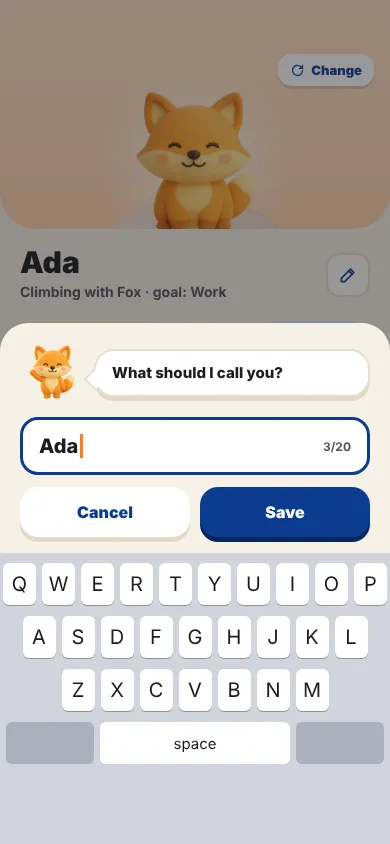 Change
Ada
Climbing with Fox · goal: Work
What should I call you?
Ada
3/20
Cancel
Save
Q W E R T Y U I O P
A S D F G H J K L
Z X C V B N M
space